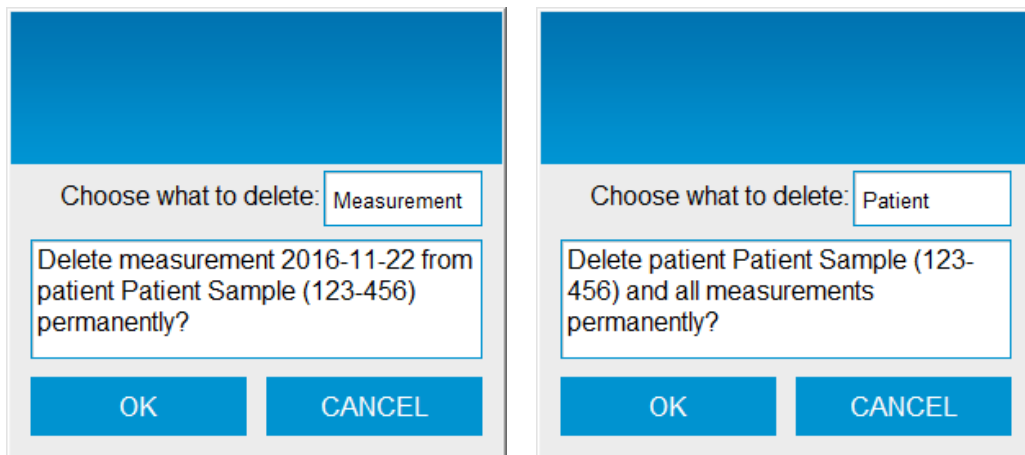 Choose what to delete: Measurement
Delete measurement 2016-11-22 from
patient Patient Sample (123-456)
permanently?
OK CANCEL
Choose what to delete: Patient
Delete patient Patient Sample (123-
456) and all measurements
permanently?
OK CANCEL